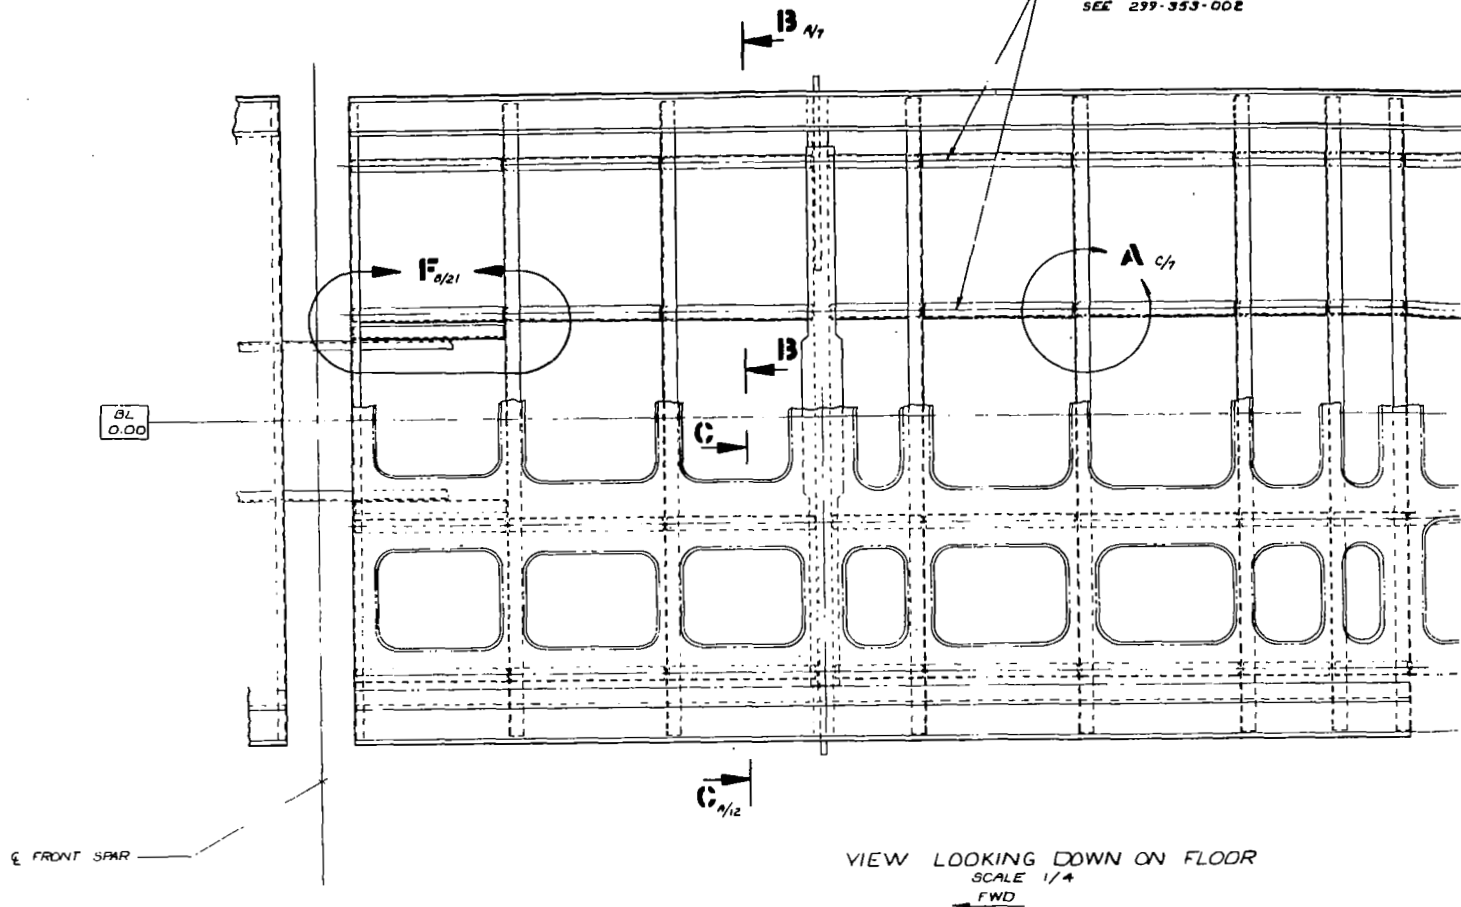 SEE 299-353-002
B A/7
F B/21
A C/7
B
BL
0.00
C
C A/12
℄ FRONT SPAR
VIEW LOOKING DOWN ON FLOOR
SCALE 1/4
FWD